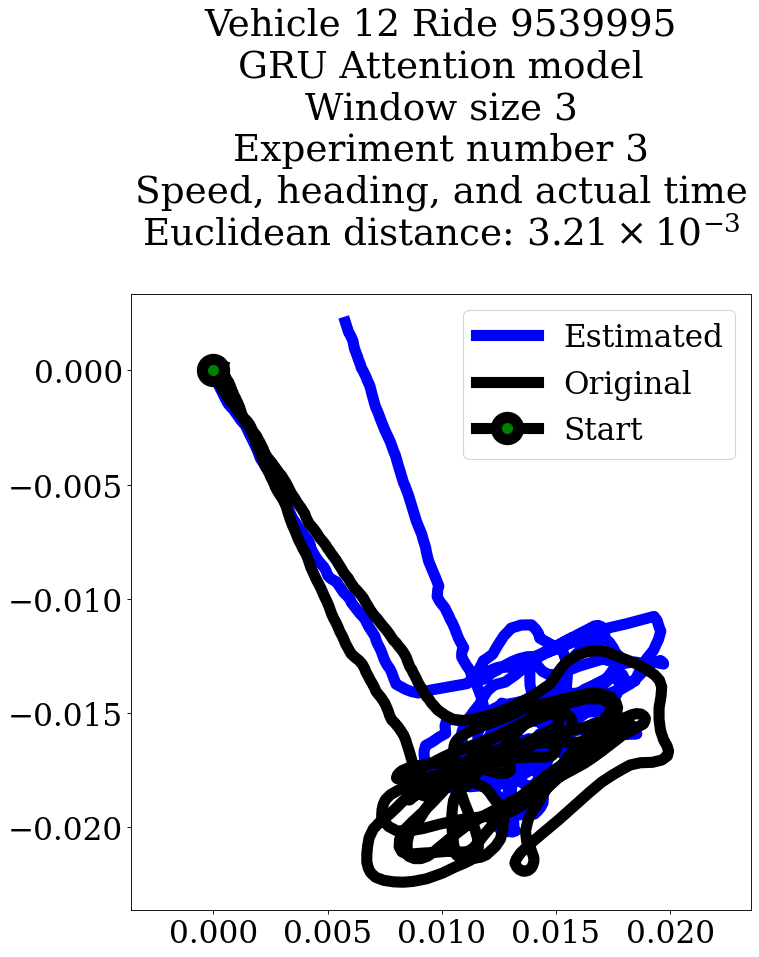 Vehicle 12 Ride 9539995
GRU Attention model
Window size 3
Experiment number 3
Speed, heading, and actual time
Euclidean distance: 3.21 × 10⁻³
Estimated
Original
Start
0.000
−0.005
−0.010
−0.015
−0.020
0.000 0.005 0.010 0.015 0.020